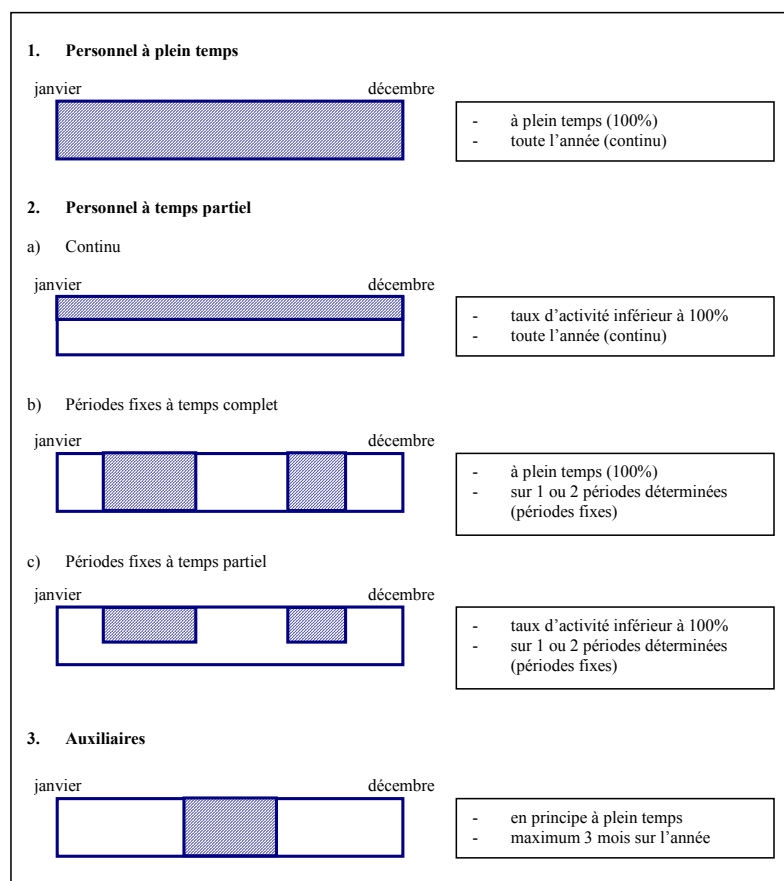 1. Personnel à plein temps
janvier décembre
- à plein temps (100%)
- toute l'année (continu)
2. Personnel à temps partiel
a) Continu
janvier décembre
- taux d'activité inférieur à 100%
- toute l'année (continu)
b) Périodes fixes à temps complet
janvier décembre
- à plein temps (100%)
- sur 1 ou 2 périodes déterminées
(périodes fixes)
c) Périodes fixes à temps partiel
janvier décembre
- taux d'activité inférieur à 100%
- sur 1 ou 2 périodes déterminées
(périodes fixes)
3. Auxiliaires
janvier décembre
- en principe à plein temps
- maximum 3 mois sur l'année